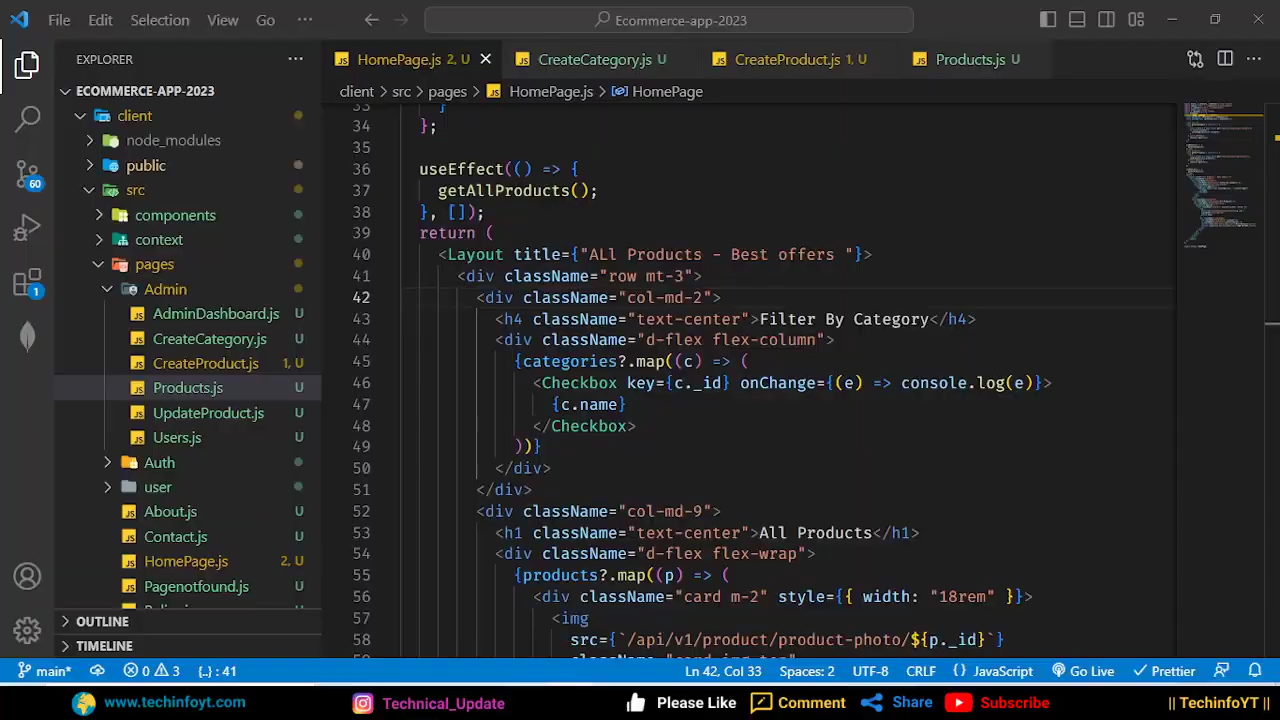 File Edit Selection View Go ··· Ecommerce-app-2023
EXPLORER ···
ECOMMERCE-APP-2023
client
node_modules
public
src
components
context
pages
Admin
AdminDashboard.js U
CreateCategory.js U
CreateProduct.js 1, U
Products.js U
UpdateProduct.js U
Users.js U
Auth
user
About.js U
Contact.js U
HomePage.js 2, U
Pagenotfound.js U
OUTLINE
TIMELINE
60
1
HomePage.js 2, U CreateCategory.js U CreateProduct.js 1, U Products.js U ···
client > src > pages > HomePage.js > HomePage
33 }
34 };
35
36 useEffect(() => {
37 getAllProducts();
38 }, []);
39 return (
40 <Layout title={"ALl Products - Best offers "}>
41 <div className="row mt-3">
42 <div className="col-md-2">
43 <h4 className="text-center">Filter By Category</h4>
44 <div className="d-flex flex-column">
45 {categories?.map((c) => (
46 <Checkbox key={c._id} onChange={(e) => console.log(e)}>
47 {c.name}
48 </Checkbox>
49 ))}
50 </div>
51 </div>
52 <div className="col-md-9">
53 <h1 className="text-center">All Products</h1>
54 <div className="d-flex flex-wrap">
55 {products?.map((p) => (
56 <div className="card m-2" style={{ width: "18rem" }}>
57 <img
58 src={`/api/v1/product/product-photo/${p._id}`}
main* 0 3 {..} : 41 Ln 42, Col 33 Spaces: 2 UTF-8 CRLF {} JavaScript Go Live Prettier
www.techinfoyt.com Technical_Update Please Like Comment Share Subscribe || TechinfoYT ||